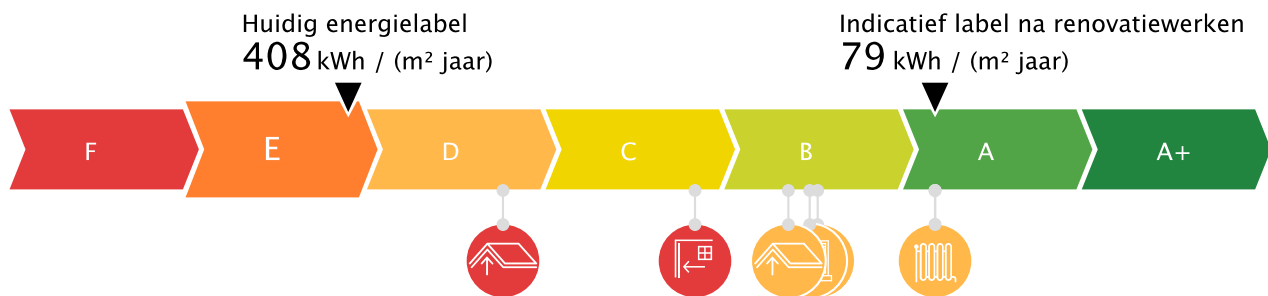 Huidig energielabel
408 kWh / (m² jaar)
Indicatief label na renovatiewerken
79 kWh / (m² jaar)
F E D C B A A+